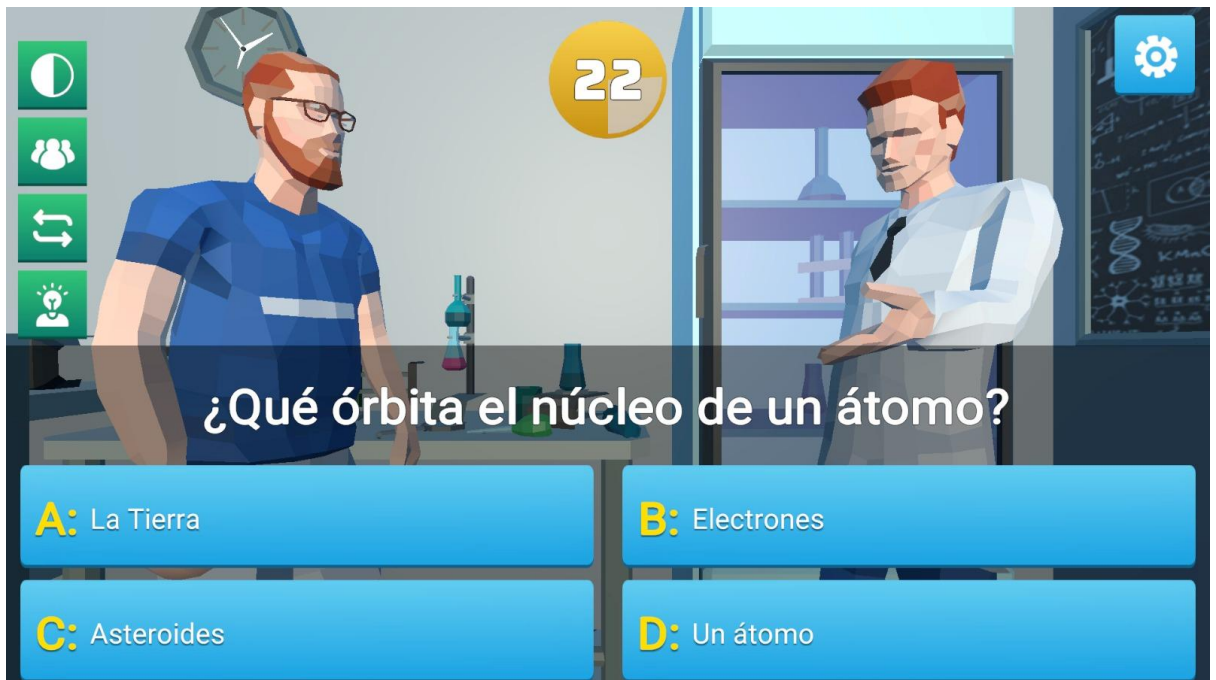 22
¿Qué órbita el núcleo de un átomo?
A: La Tierra
B: Electrones
C: Asteroides
D: Un átomo